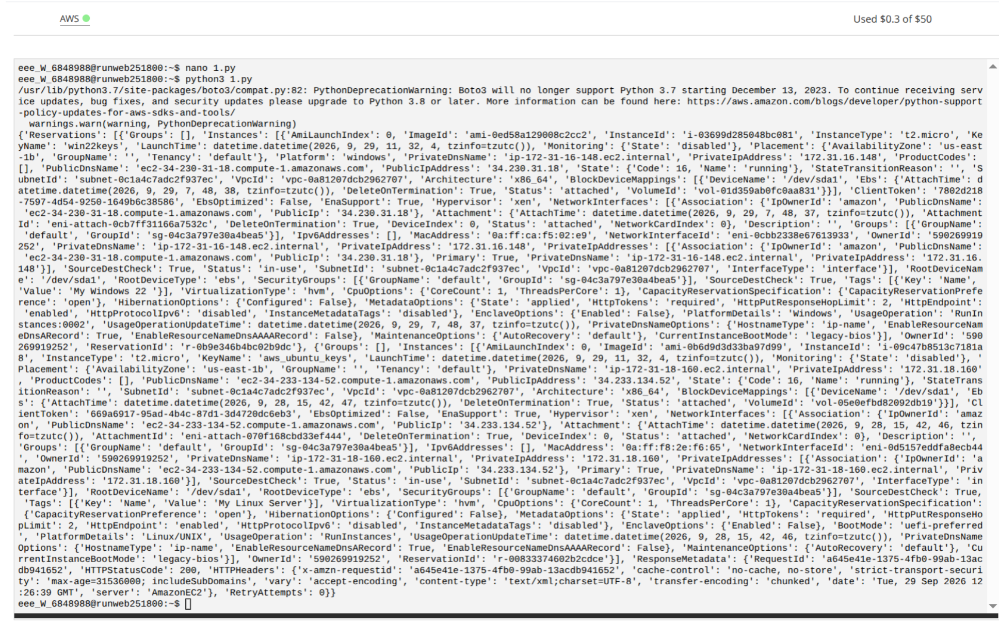 AWS
Used $0.3 of $50
eee_W_6848988@runweb251800:~$ nano 1.py
eee_W_6848988@runweb251800:~$ python3 1.py
/usr/lib/python3.7/site-packages/boto3/compat.py:82: PythonDeprecationWarning: Boto3 will no longer support Python 3.7 starting December 13, 2023. To continue receiving serv
ice updates, bug fixes, and security updates please upgrade to Python 3.8 or later. More information can be found here: https://aws.amazon.com/blogs/developer/python-support
-policy-updates-for-aws-sdks-and-tools/
  warnings.warn(warning, PythonDeprecationWarning)
{'Reservations': [{'Groups': [], 'Instances': [{'AmiLaunchIndex': 0, 'ImageId': 'ami-0ed58a129008c2cc2', 'InstanceId': 'i-03699d285048bc081', 'InstanceType': 't2.micro', 'Ke
yName': 'win22keys', 'LaunchTime': datetime.datetime(2026, 9, 29, 11, 32, 4, tzinfo=tzutc()), 'Monitoring': {'State': 'disabled'}, 'Placement': {'AvailabilityZone': 'us-east
-1b', 'GroupName': '', 'Tenancy': 'default'}, 'Platform': 'windows', 'PrivateDnsName': 'ip-172-31-16-148.ec2.internal', 'PrivateIpAddress': '172.31.16.148', 'ProductCodes': 
[], 'PublicDnsName': 'ec2-34-230-31-18.compute-1.amazonaws.com', 'PublicIpAddress': '34.230.31.18', 'State': {'Code': 16, 'Name': 'running'}, 'StateTransitionReason': '', 'S
ubnetId': 'subnet-0c1a4c7adc2f937ec', 'VpcId': 'vpc-0a81207dcb2962707', 'Architecture': 'x86_64', 'BlockDeviceMappings': [{'DeviceName': '/dev/sda1', 'Ebs': {'AttachTime': d
atetime.datetime(2026, 9, 29, 7, 48, 38, tzinfo=tzutc()), 'DeleteOnTermination': True, 'Status': 'attached', 'VolumeId': 'vol-01d359ab0fc0aa831'}}], 'ClientToken': '7802d218
-7597-4d54-9250-1649b6c38586', 'EbsOptimized': False, 'EnaSupport': True, 'Hypervisor': 'xen', 'NetworkInterfaces': [{'Association': {'IpOwnerId': 'amazon', 'PublicDnsName':
 'ec2-34-230-31-18.compute-1.amazonaws.com', 'PublicIp': '34.230.31.18'}, 'Attachment': {'AttachTime': datetime.datetime(2026, 9, 29, 7, 48, 37, tzinfo=tzutc()), 'Attachment
Id': 'eni-attach-0cb7ff31166a7532c', 'DeleteOnTermination': True, 'DeviceIndex': 0, 'Status': 'attached', 'NetworkCardIndex': 0}, 'Description': '', 'Groups': [{'GroupName':
 'default', 'GroupId': 'sg-04c3a797e30a4bea5'}], 'Ipv6Addresses': [], 'MacAddress': '0a:ff:ca:f5:02:e9', 'NetworkInterfaceId': 'eni-0cbb2338e67613933', 'OwnerId': '590269919
252', 'PrivateDnsName': 'ip-172-31-16-148.ec2.internal', 'PrivateIpAddress': '172.31.16.148', 'PrivateIpAddresses': [{'Association': {'IpOwnerId': 'amazon', 'PublicDnsName':
 'ec2-34-230-31-18.compute-1.amazonaws.com', 'PublicIp': '34.230.31.18'}, 'Primary': True, 'PrivateDnsName': 'ip-172-31-16-148.ec2.internal', 'PrivateIpAddress': '172.31.16.
148'}], 'SourceDestCheck': True, 'Status': 'in-use', 'SubnetId': 'subnet-0c1a4c7adc2f937ec', 'VpcId': 'vpc-0a81207dcb2962707', 'InterfaceType': 'interface'}], 'RootDeviceNam
e': '/dev/sda1', 'RootDeviceType': 'ebs', 'SecurityGroups': [{'GroupName': 'default', 'GroupId': 'sg-04c3a797e30a4bea5'}], 'SourceDestCheck': True, 'Tags': [{'Key': 'Name', 
'Value': 'My Windows 22 '}], 'VirtualizationType': 'hvm', 'CpuOptions': {'CoreCount': 1, 'ThreadsPerCore': 1}, 'CapacityReservationSpecification': {'CapacityReservationPrefe
rence': 'open'}, 'HibernationOptions': {'Configured': False}, 'MetadataOptions': {'State': 'applied', 'HttpTokens': 'required', 'HttpPutResponseHopLimit': 2, 'HttpEndpoint':
 'enabled', 'HttpProtocolIpv6': 'disabled', 'InstanceMetadataTags': 'disabled'}, 'EnclaveOptions': {'Enabled': False}, 'PlatformDetails': 'Windows', 'UsageOperation': 'RunIn
stances:0002', 'UsageOperationUpdateTime': datetime.datetime(2026, 9, 29, 7, 48, 37, tzinfo=tzutc()), 'PrivateDnsNameOptions': {'HostnameType': 'ip-name', 'EnableResourceNam
eDnsARecord': True, 'EnableResourceNameDnsAAAARecord': False}, 'MaintenanceOptions': {'AutoRecovery': 'default'}, 'CurrentInstanceBootMode': 'legacy-bios'}], 'OwnerId': '590
269919252', 'ReservationId': 'r-0b9e346b4bc02b9dc'}, {'Groups': [], 'Instances': [{'AmiLaunchIndex': 0, 'ImageId': 'ami-0b6d9d3d33ba97d99', 'InstanceId': 'i-09c47b8513c7181a
8', 'InstanceType': 't2.micro', 'KeyName': 'aws_ubuntu_keys', 'LaunchTime': datetime.datetime(2026, 9, 29, 11, 32, 4, tzinfo=tzutc()), 'Monitoring': {'State': 'disabled'}, '
Placement': {'AvailabilityZone': 'us-east-1b', 'GroupName': '', 'Tenancy': 'default'}, 'PrivateDnsName': 'ip-172-31-18-160.ec2.internal', 'PrivateIpAddress': '172.31.18.160'
, 'ProductCodes': [], 'PublicDnsName': 'ec2-34-233-134-52.compute-1.amazonaws.com', 'PublicIpAddress': '34.233.134.52', 'State': {'Code': 16, 'Name': 'running'}, 'StateTrans
itionReason': '', 'SubnetId': 'subnet-0c1a4c7adc2f937ec', 'VpcId': 'vpc-0a81207dcb2962707', 'Architecture': 'x86_64', 'BlockDeviceMappings': [{'DeviceName': '/dev/sda1', 'Eb
s': {'AttachTime': datetime.datetime(2026, 9, 28, 15, 42, 47, tzinfo=tzutc()), 'DeleteOnTermination': True, 'Status': 'attached', 'VolumeId': 'vol-05e0efbd82092db19'}}], 'Cl
ientToken': '669a6917-95ad-4b4c-87d1-3d4720dc6eb3', 'EbsOptimized': False, 'EnaSupport': True, 'Hypervisor': 'xen', 'NetworkInterfaces': [{'Association': {'IpOwnerId': 'amaz
on', 'PublicDnsName': 'ec2-34-233-134-52.compute-1.amazonaws.com', 'PublicIp': '34.233.134.52'}, 'Attachment': {'AttachTime': datetime.datetime(2026, 9, 28, 15, 42, 46, tzin
fo=tzutc()), 'AttachmentId': 'eni-attach-070f168cbd33ef444', 'DeleteOnTermination': True, 'DeviceIndex': 0, 'Status': 'attached', 'NetworkCardIndex': 0}, 'Description': '', 
'Groups': [{'GroupName': 'default', 'GroupId': 'sg-04c3a797e30a4bea5'}], 'Ipv6Addresses': [], 'MacAddress': '0a:ff:f8:2e:f6:65', 'NetworkInterfaceId': 'eni-0d5157eddfa8ecb44
', 'OwnerId': '590269919252', 'PrivateDnsName': 'ip-172-31-18-160.ec2.internal', 'PrivateIpAddress': '172.31.18.160', 'PrivateIpAddresses': [{'Association': {'IpOwnerId': 'a
mazon', 'PublicDnsName': 'ec2-34-233-134-52.compute-1.amazonaws.com', 'PublicIp': '34.233.134.52'}, 'Primary': True, 'PrivateDnsName': 'ip-172-31-18-160.ec2.internal', 'Priv
ateIpAddress': '172.31.18.160'}], 'SourceDestCheck': True, 'Status': 'in-use', 'SubnetId': 'subnet-0c1a4c7adc2f937ec', 'VpcId': 'vpc-0a81207dcb2962707', 'InterfaceType': 'in
terface'}], 'RootDeviceName': '/dev/sda1', 'RootDeviceType': 'ebs', 'SecurityGroups': [{'GroupName': 'default', 'GroupId': 'sg-04c3a797e30a4bea5'}], 'SourceDestCheck': True,
 'Tags': [{'Key': 'Name', 'Value': 'My Linux Server'}], 'VirtualizationType': 'hvm', 'CpuOptions': {'CoreCount': 1, 'ThreadsPerCore': 1}, 'CapacityReservationSpecification':
 {'CapacityReservationPreference': 'open'}, 'HibernationOptions': {'Configured': False}, 'MetadataOptions': {'State': 'applied', 'HttpTokens': 'required', 'HttpPutResponseHo
pLimit': 2, 'HttpEndpoint': 'enabled', 'HttpProtocolIpv6': 'disabled', 'InstanceMetadataTags': 'disabled'}, 'EnclaveOptions': {'Enabled': False}, 'BootMode': 'uefi-preferred
', 'PlatformDetails': 'Linux/UNIX', 'UsageOperation': 'RunInstances', 'UsageOperationUpdateTime': datetime.datetime(2026, 9, 28, 15, 42, 46, tzinfo=tzutc()), 'PrivateDnsName
Options': {'HostnameType': 'ip-name', 'EnableResourceNameDnsARecord': True, 'EnableResourceNameDnsAAAARecord': False}, 'MaintenanceOptions': {'AutoRecovery': 'default'}, 'Cu
rrentInstanceBootMode': 'legacy-bios'}], 'OwnerId': '590269919252', 'ReservationId': 'r-00833374602b2cdce'}], 'ResponseMetadata': {'RequestId': 'a645e41e-1375-4fb0-99ab-13ac
db941652', 'HTTPStatusCode': 200, 'HTTPHeaders': {'x-amzn-requestid': 'a645e41e-1375-4fb0-99ab-13acdb941652', 'cache-control': 'no-cache, no-store', 'strict-transport-securi
ty': 'max-age=31536000; includeSubDomains', 'vary': 'accept-encoding', 'content-type': 'text/xml;charset=UTF-8', 'transfer-encoding': 'chunked', 'date': 'Tue, 29 Sep 2026 12
:26:39 GMT', 'server': 'AmazonEC2'}, 'RetryAttempts': 0}}
eee_W_6848988@runweb251800:~$